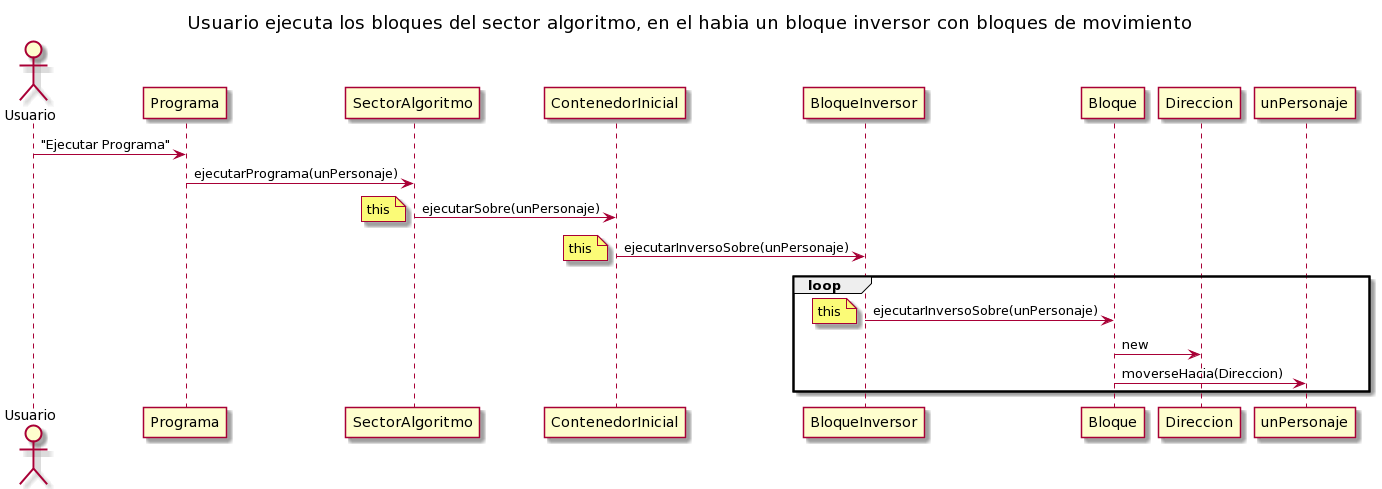 Usuario ejecuta los bloques del sector algoritmo, en el habia un bloque inversor con bloques de movimiento
Usuario
Programa
SectorAlgoritmo
ContenedorInicial
BloqueInversor
Bloque
Direccion
unPersonaje
"Ejecutar Programa"
ejecutarPrograma(unPersonaje)
this
ejecutarSobre(unPersonaje)
this
ejecutarInversoSobre(unPersonaje)
loop
this
ejecutarInversoSobre(unPersonaje)
new
moverseHacia(Direccion)
Usuario
Programa
SectorAlgoritmo
ContenedorInicial
BloqueInversor
Bloque
Direccion
unPersonaje